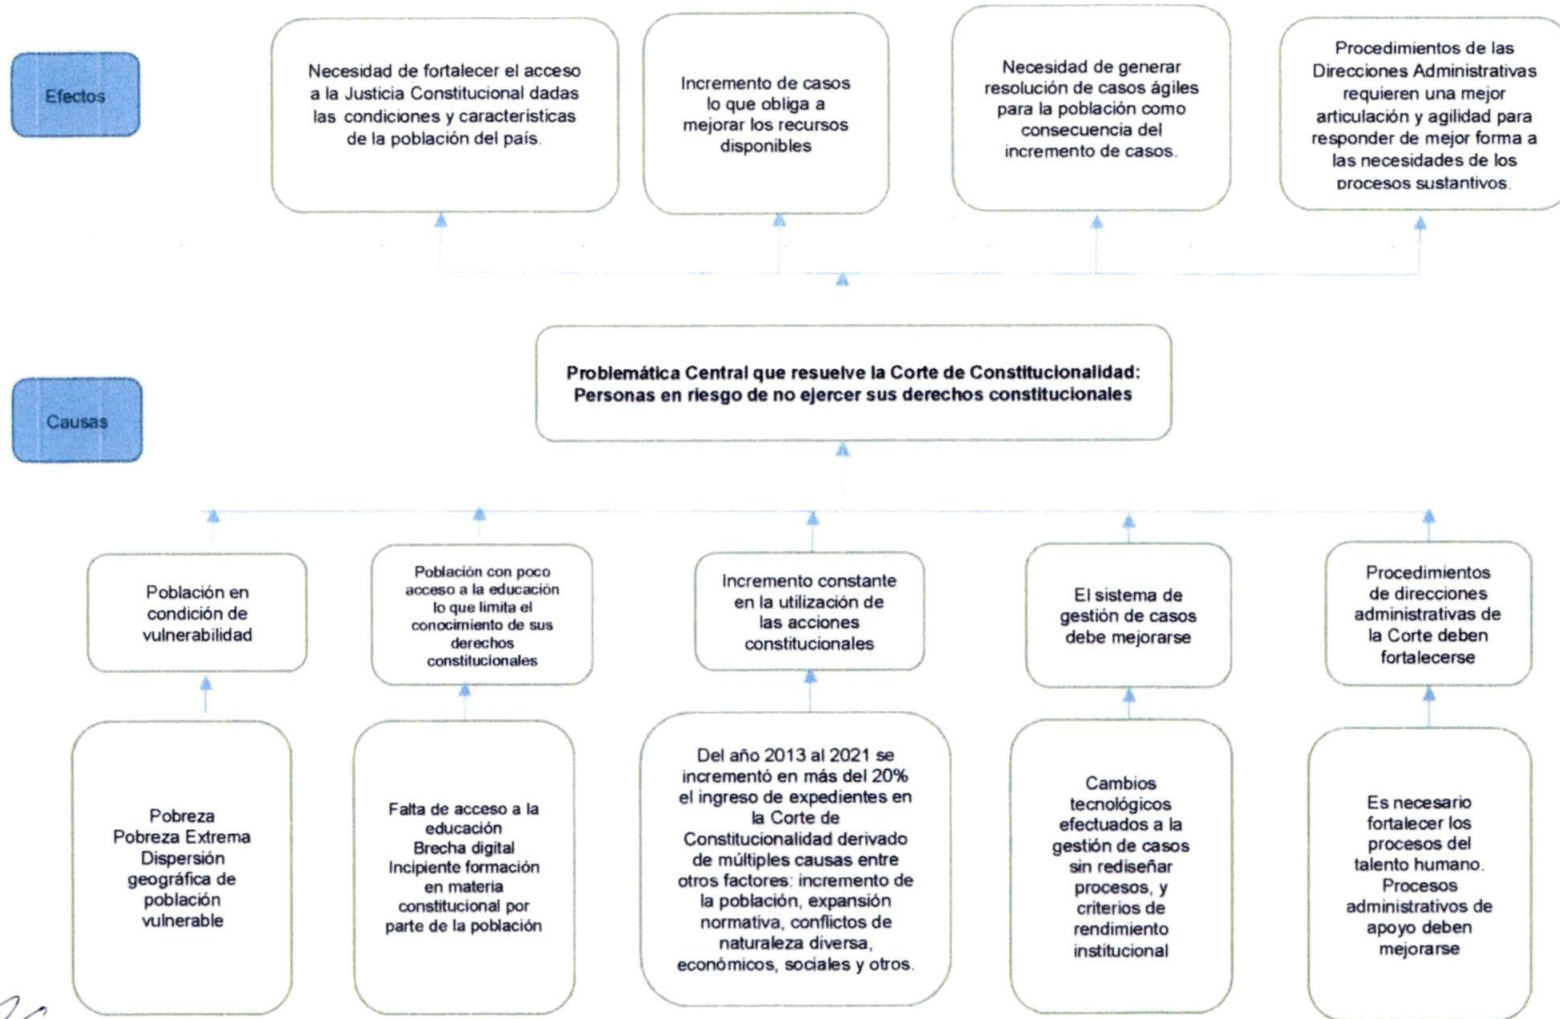 Efectos
Necesidad de fortalecer el acceso
a la Justicia Constitucional dadas
las condiciones y características
de la población del país.
Incremento de casos
lo que obliga a
mejorar los recursos
disponibles
Necesidad de generar
resolución de casos ágiles
para la población como
consecuencia del
incremento de casos.
Procedimientos de las
Direcciones Administrativas
requieren una mejor
articulación y agilidad para
responder de mejor forma a
las necesidades de los
procesos sustantivos.
Problemática Central que resuelve la Corte de Constitucionalidad:
Personas en riesgo de no ejercer sus derechos constitucionales
Causas
Población en
condición de
vulnerabilidad
Población con poco
acceso a la educación
lo que limita el
conocimiento de sus
derechos
constitucionales
Incremento constante
en la utilización de
las acciones
constitucionales
El sistema de
gestión de casos
debe mejorarse
Procedimientos
de direcciones
administrativas de
la Corte deben
fortalecerse
Pobreza
Pobreza Extrema
Dispersión
geográfica de
población
vulnerable
Falta de acceso a la
educación
Brecha digital
Incipiente formación
en materia
constitucional por
parte de la población
Del año 2013 al 2021 se
incrementó en más del 20%
el ingreso de expedientes en
la Corte de
Constitucionalidad derivado
de múltiples causas entre
otros factores: incremento de
la población, expansión
normativa, conflictos de
naturaleza diversa,
económicos, sociales y otros.
Cambios
tecnológicos
efectuados a la
gestión de casos
sin rediseñar
procesos, y
criterios de
rendimiento
institucional
Es necesario
fortalecer los
procesos del
talento humano.
Procesos
administrativos de
apoyo deben
mejorarse